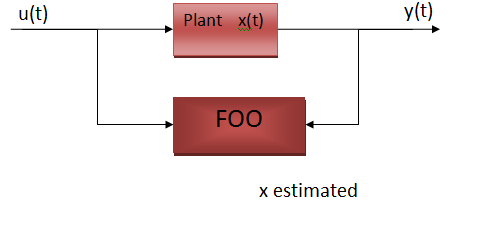 u(t)
Plant x(t)
y(t)
FOO
x estimated